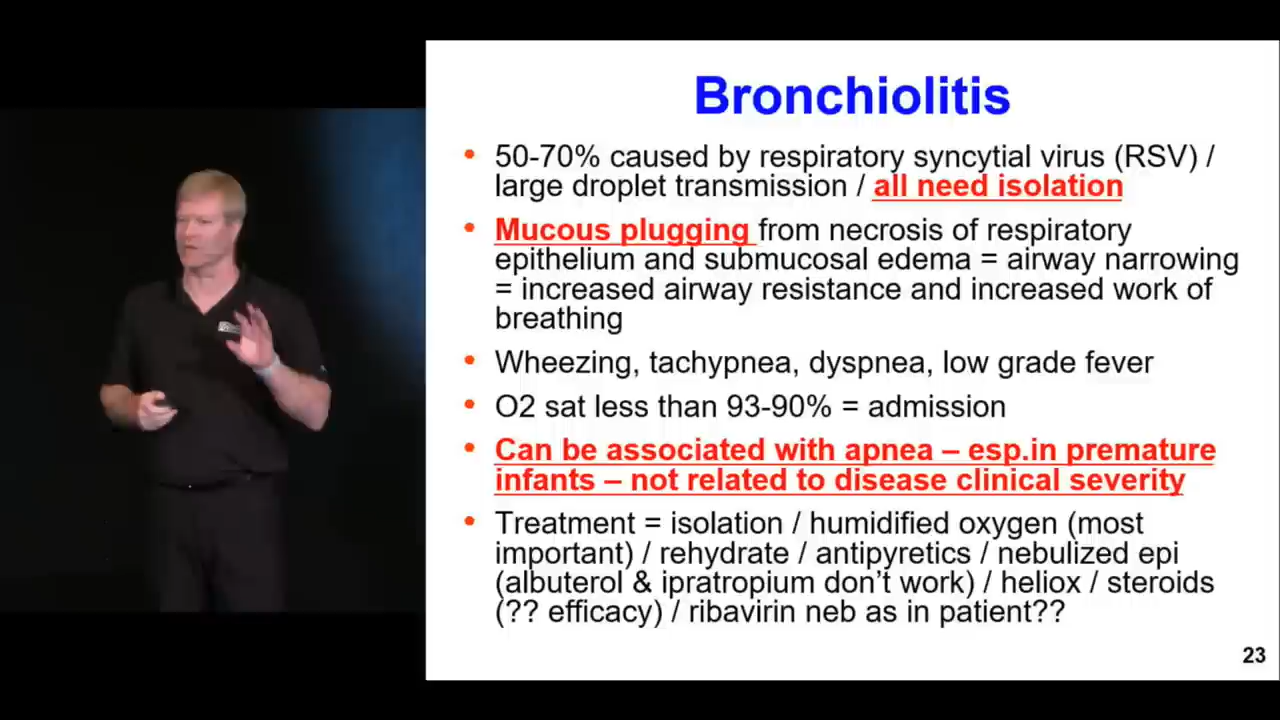 Bronchiolitis
• 50-70% caused by respiratory syncytial virus (RSV) /
large droplet transmission / all need isolation
• Mucous plugging from necrosis of respiratory
epithelium and submucosal edema = airway narrowing
= increased airway resistance and increased work of
breathing
• Wheezing, tachypnea, dyspnea, low grade fever
• O2 sat less than 93-90% = admission
• Can be associated with apnea – esp.in premature
infants – not related to disease clinical severity
• Treatment = isolation / humidified oxygen (most
important) / rehydrate / antipyretics / nebulized epi
(albuterol & ipratropium don't work) / heliox / steroids
(?? efficacy) / ribavirin neb as in patient??
23